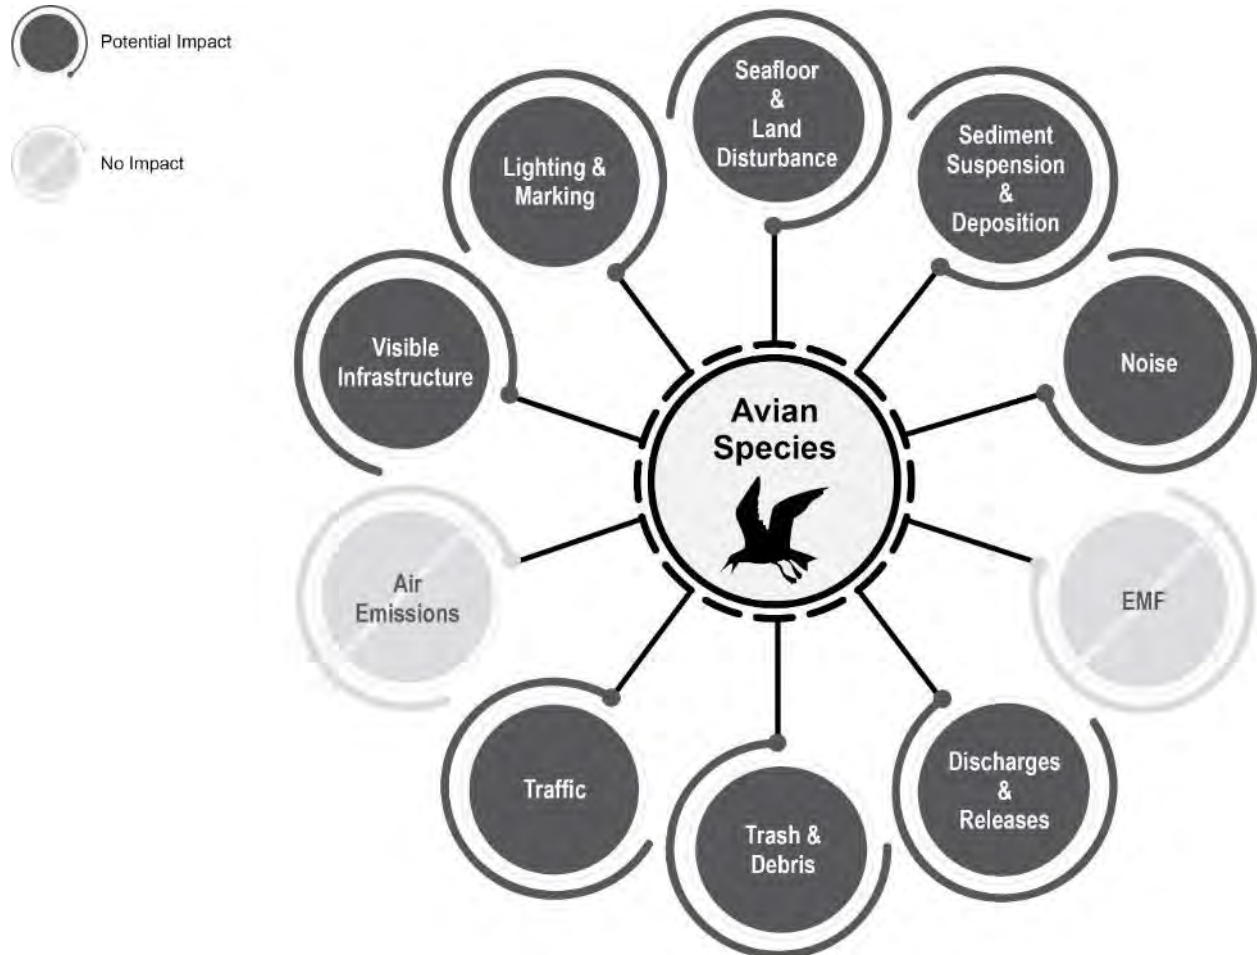 Potential Impact
No Impact
Seafloor
&
Land
Disturbance
Sediment
Suspension
&
Deposition
Lighting &
Marking
Noise
Visible
Infrastructure
Avian
Species
Air
Emissions
EMF
Traffic
Trash &
Debris
Discharges
&
Releases